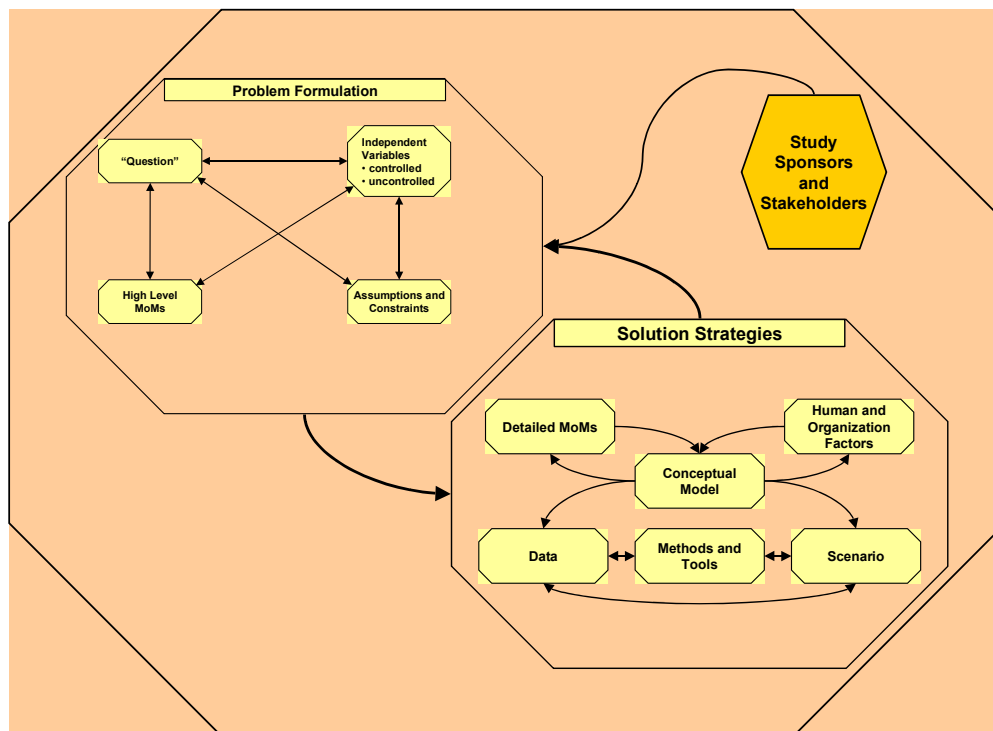 Problem Formulation
“Question”
Independent
Variables
• controlled
• uncontrolled
High Level
MoMs
Assumptions and
Constraints
Study
Sponsors
and
Stakeholders
Solution Strategies
Detailed MoMs
Human and
Organization
Factors
Conceptual
Model
Data
Methods and
Tools
Scenario